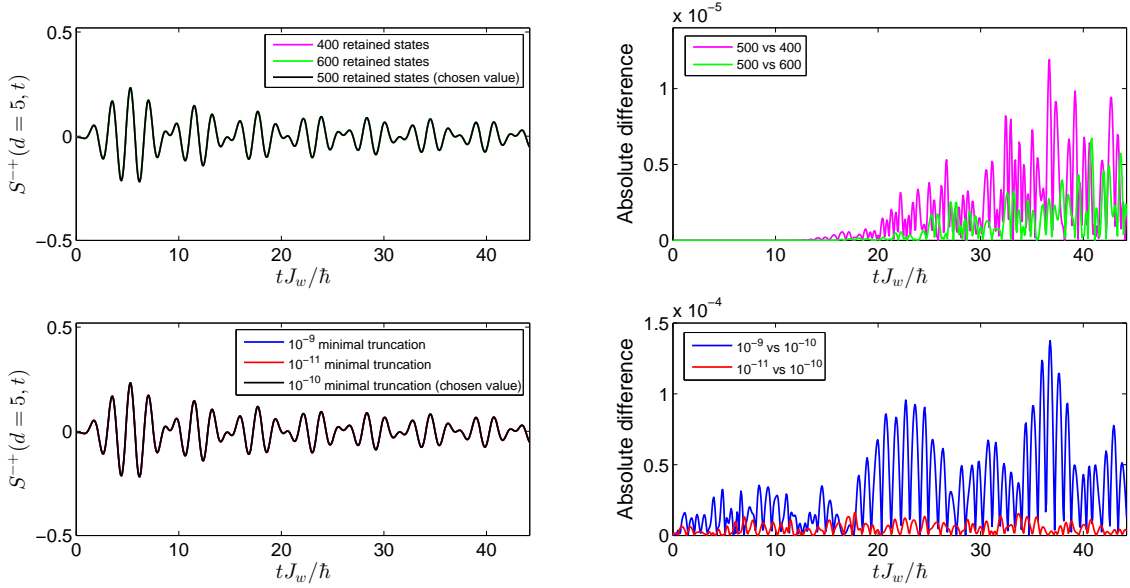 0.5
0
−0.5
0
10
20
30
40
S⁻⁺(d = 5, t)
tJ_w/ħ
400 retained states
600 retained states
500 retained states (chosen value)
x 10⁻⁵
1
0.5
0
0
10
20
30
40
Absolute difference
tJ_w/ħ
500 vs 400
500 vs 600
0.5
0
−0.5
0
10
20
30
40
S⁻⁺(d = 5, t)
tJ_w/ħ
10⁻⁹ minimal truncation
10⁻¹¹ minimal truncation
10⁻¹⁰ minimal truncation (chosen value)
x 10⁻⁴
1.5
1
0.5
0
0
10
20
30
40
Absolute difference
tJ_w/ħ
10⁻⁹ vs 10⁻¹⁰
10⁻¹¹ vs 10⁻¹⁰